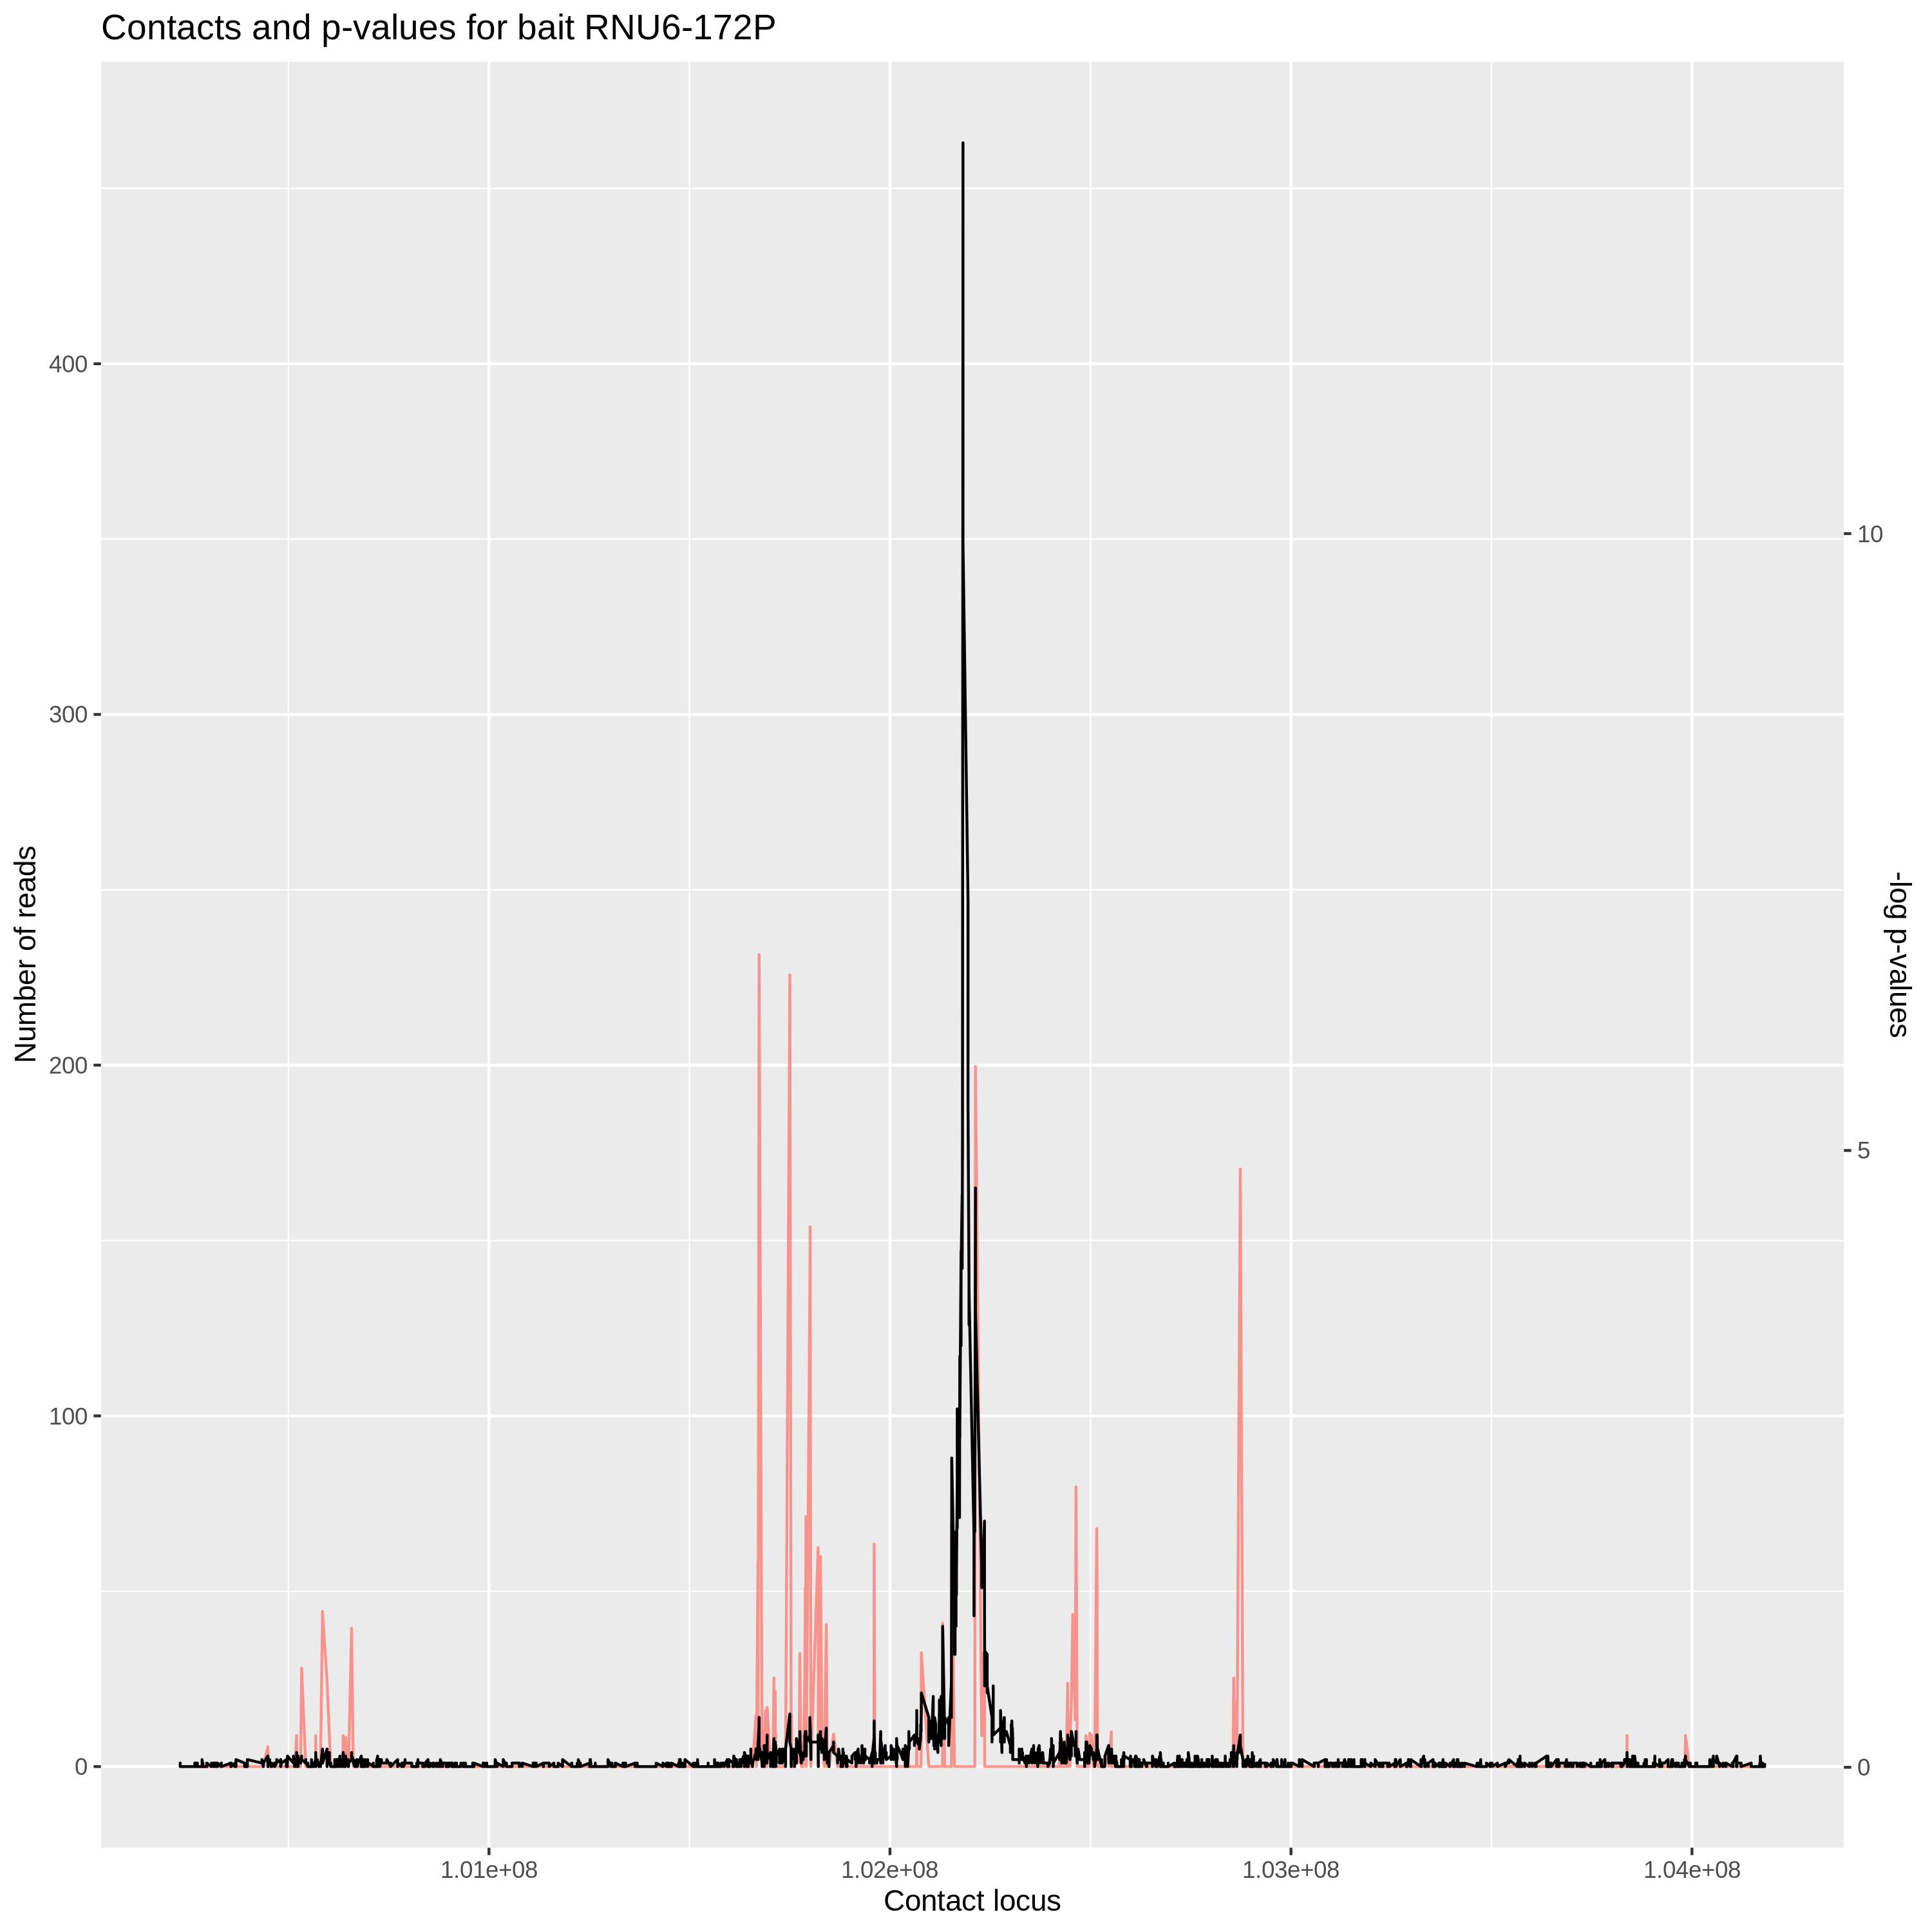 Contacts and p-values for bait RNU6-172P
400
300
200
100
0
10
5
0
Number of reads
-log p-values
1.01e+08
1.02e+08
1.03e+08
1.04e+08
Contact locus